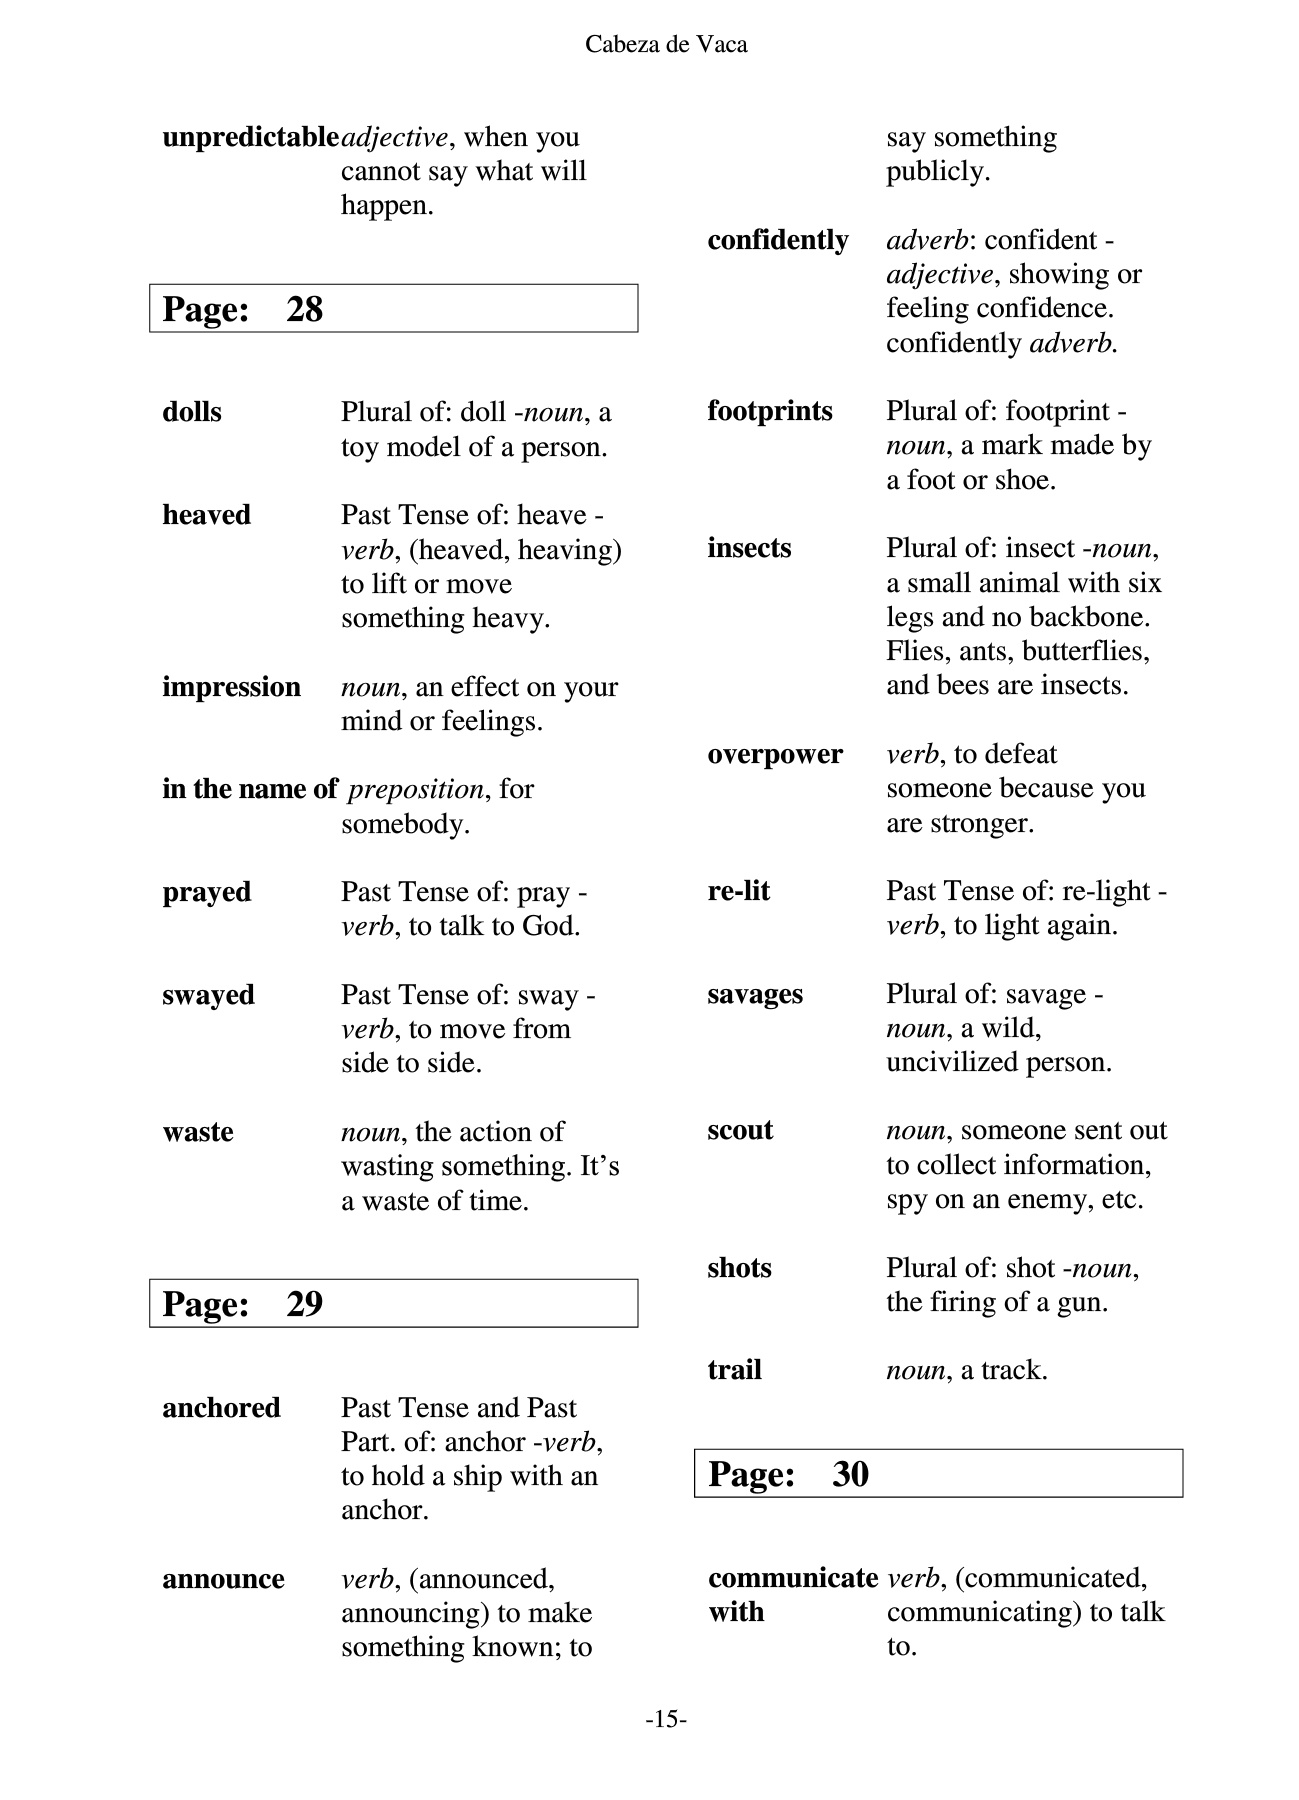 Cabeza de Vaca
unpredictable adjective, when you
cannot say what will
happen.
Page: 28
dolls Plural of: doll -noun, a
toy model of a person.
heaved Past Tense of: heave -
verb, (heaved, heaving)
to lift or move
something heavy.
impression noun, an effect on your
mind or feelings.
in the name of preposition, for
somebody.
prayed Past Tense of: pray -
verb, to talk to God.
swayed Past Tense of: sway -
verb, to move from
side to side.
waste noun, the action of
wasting something. It’s
a waste of time.
Page: 29
anchored Past Tense and Past
Part. of: anchor -verb,
to hold a ship with an
anchor.
announce verb, (announced,
announcing) to make
something known; to
say something
publicly.
confidently adverb: confident -
adjective, showing or
feeling confidence.
confidently adverb.
footprints Plural of: footprint -
noun, a mark made by
a foot or shoe.
insects Plural of: insect -noun,
a small animal with six
legs and no backbone.
Flies, ants, butterflies,
and bees are insects.
overpower verb, to defeat
someone because you
are stronger.
re-lit Past Tense of: re-light -
verb, to light again.
savages Plural of: savage -
noun, a wild,
uncivilized person.
scout noun, someone sent out
to collect information,
spy on an enemy, etc.
shots Plural of: shot -noun,
the firing of a gun.
trail noun, a track.
Page: 30
communicate verb, (communicated,
with communicating) to talk
to.
-15-